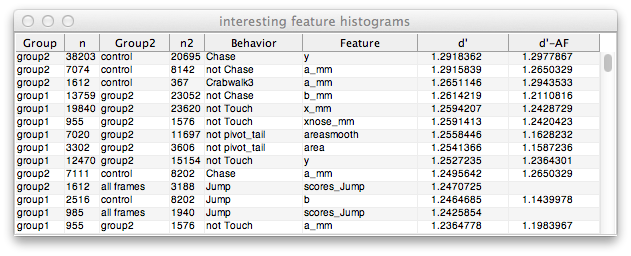 interesting feature histograms
Group n Group2 n2 Behavior Feature d' d'-AF
group2 38203 control 20695 Chase y 1.2918362 1.2977867
group2 7074 control 8142 not Chase a_mm 1.2915839 1.2650329
group2 1612 control 367 Crabwalk3 a_mm 1.2651146 1.2943533
group1 13759 group2 23052 not Chase b_mm 1.2614219 1.2110816
group1 19840 group2 23620 not Touch x_mm 1.2594207 1.2428729
group1 955 group2 1576 not Touch xnose_mm 1.2591413 1.2420423
group1 7020 group2 11697 not pivot_tail areasmooth 1.2558446 1.1628232
group1 3302 group2 3606 not pivot_tail area 1.2541366 1.1587236
group1 12470 group2 15154 not Touch y 1.2527235 1.2364301
group2 7111 control 8202 Chase a_mm 1.2495642 1.2650329
group2 1612 all frames 3188 Jump scores_Jump 1.2470725
group1 2516 control 8202 Jump b 1.2464685 1.1439978
group1 985 all frames 1940 Jump scores_Jump 1.2425854
group1 955 group2 1576 not Touch a_mm 1.2364778 1.1983967